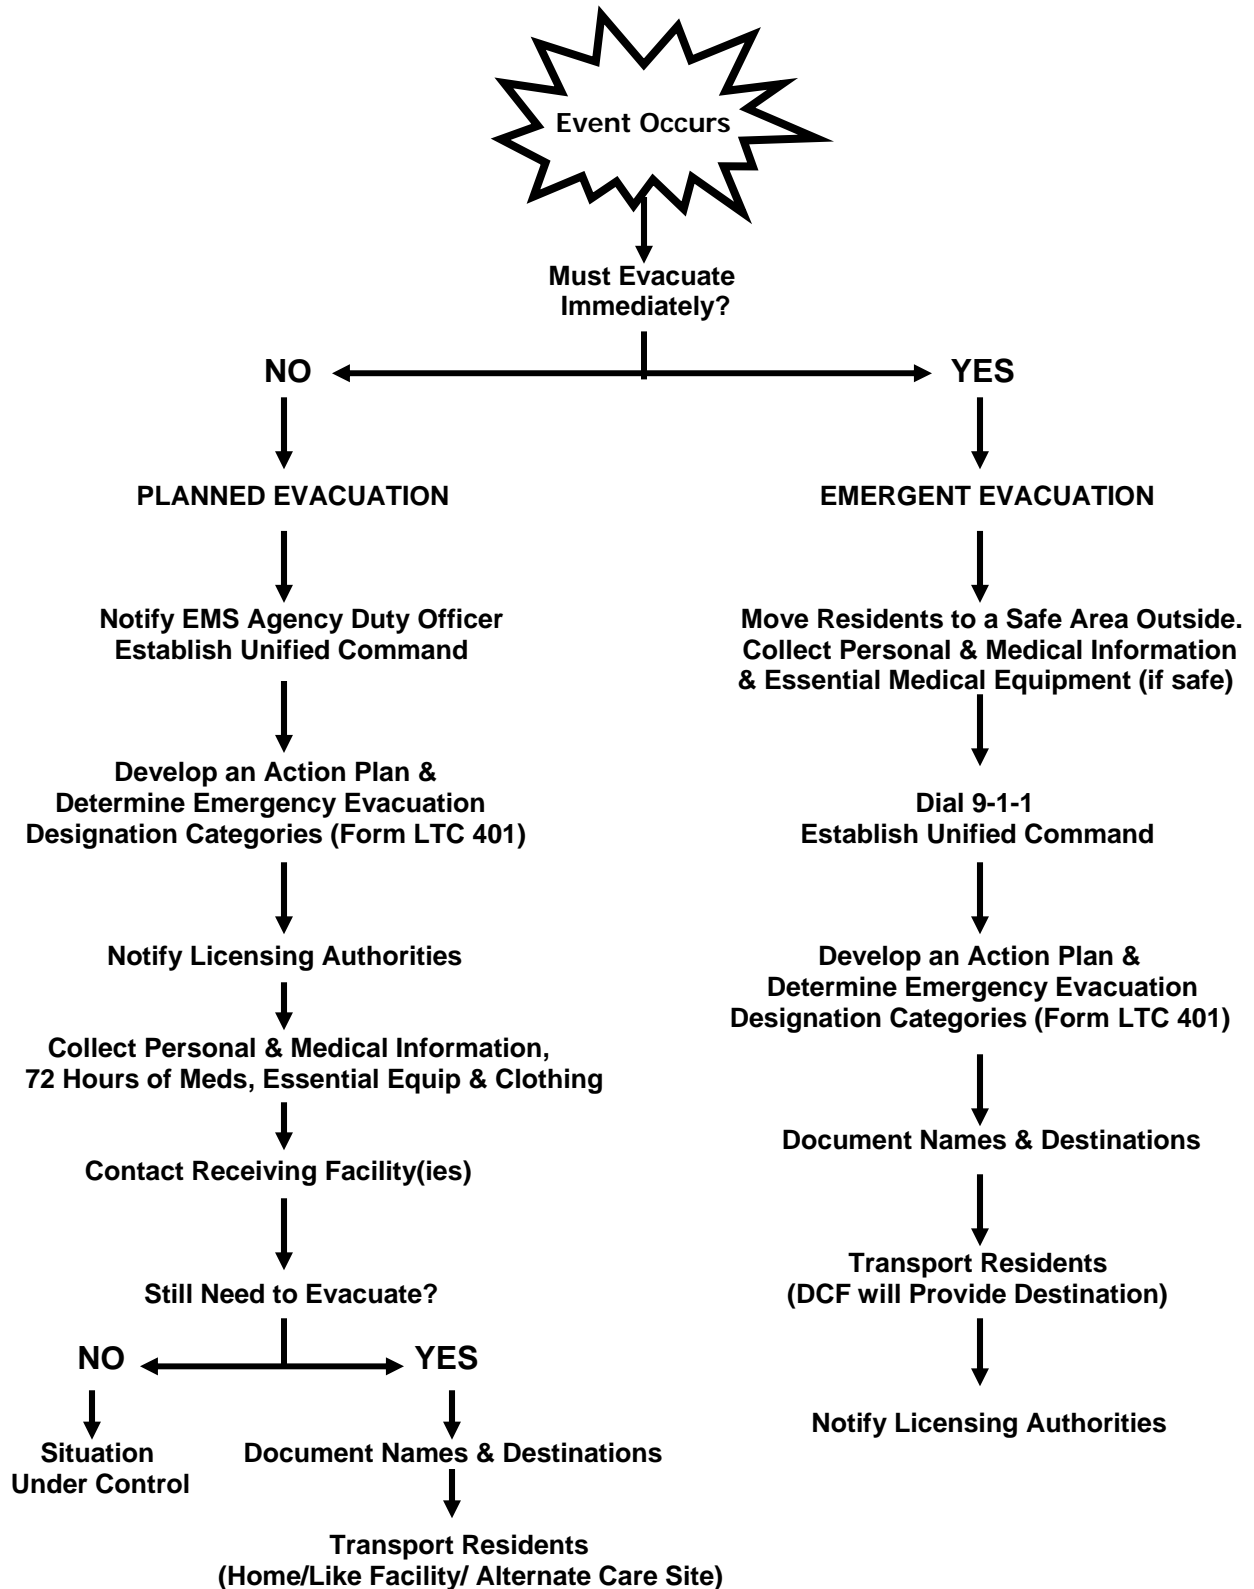 Event Occurs
Must Evacuate
Immediately?
NO
YES
PLANNED EVACUATION
Notify EMS Agency Duty Officer
Establish Unified Command
Develop an Action Plan &
Determine Emergency Evacuation
Designation Categories (Form LTC 401)
Notify Licensing Authorities
Collect Personal & Medical Information,
72 Hours of Meds, Essential Equip & Clothing
Contact Receiving Facility(ies)
Still Need to Evacuate?
NO
YES
Situation
Under Control
Document Names & Destinations
Transport Residents
(Home/Like Facility/ Alternate Care Site)
EMERGENT EVACUATION
Move Residents to a Safe Area Outside.
Collect Personal & Medical Information
& Essential Medical Equipment (if safe)
Dial 9-1-1
Establish Unified Command
Develop an Action Plan &
Determine Emergency Evacuation
Designation Categories (Form LTC 401)
Document Names & Destinations
Transport Residents
(DCF will Provide Destination)
Notify Licensing Authorities